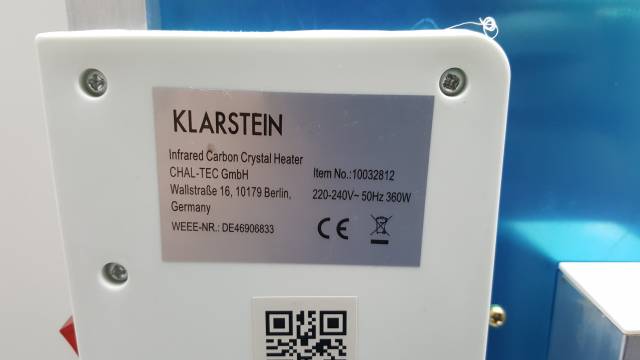 KLARSTEIN
Infrared Carbon Crystal Heater
CHAL-TEC GmbH
Wallstraße 16, 10179 Berlin,
Germany
WEEE-NR.: DE46906833
Item No.:10032812
220-240V~ 50Hz 360W
CE